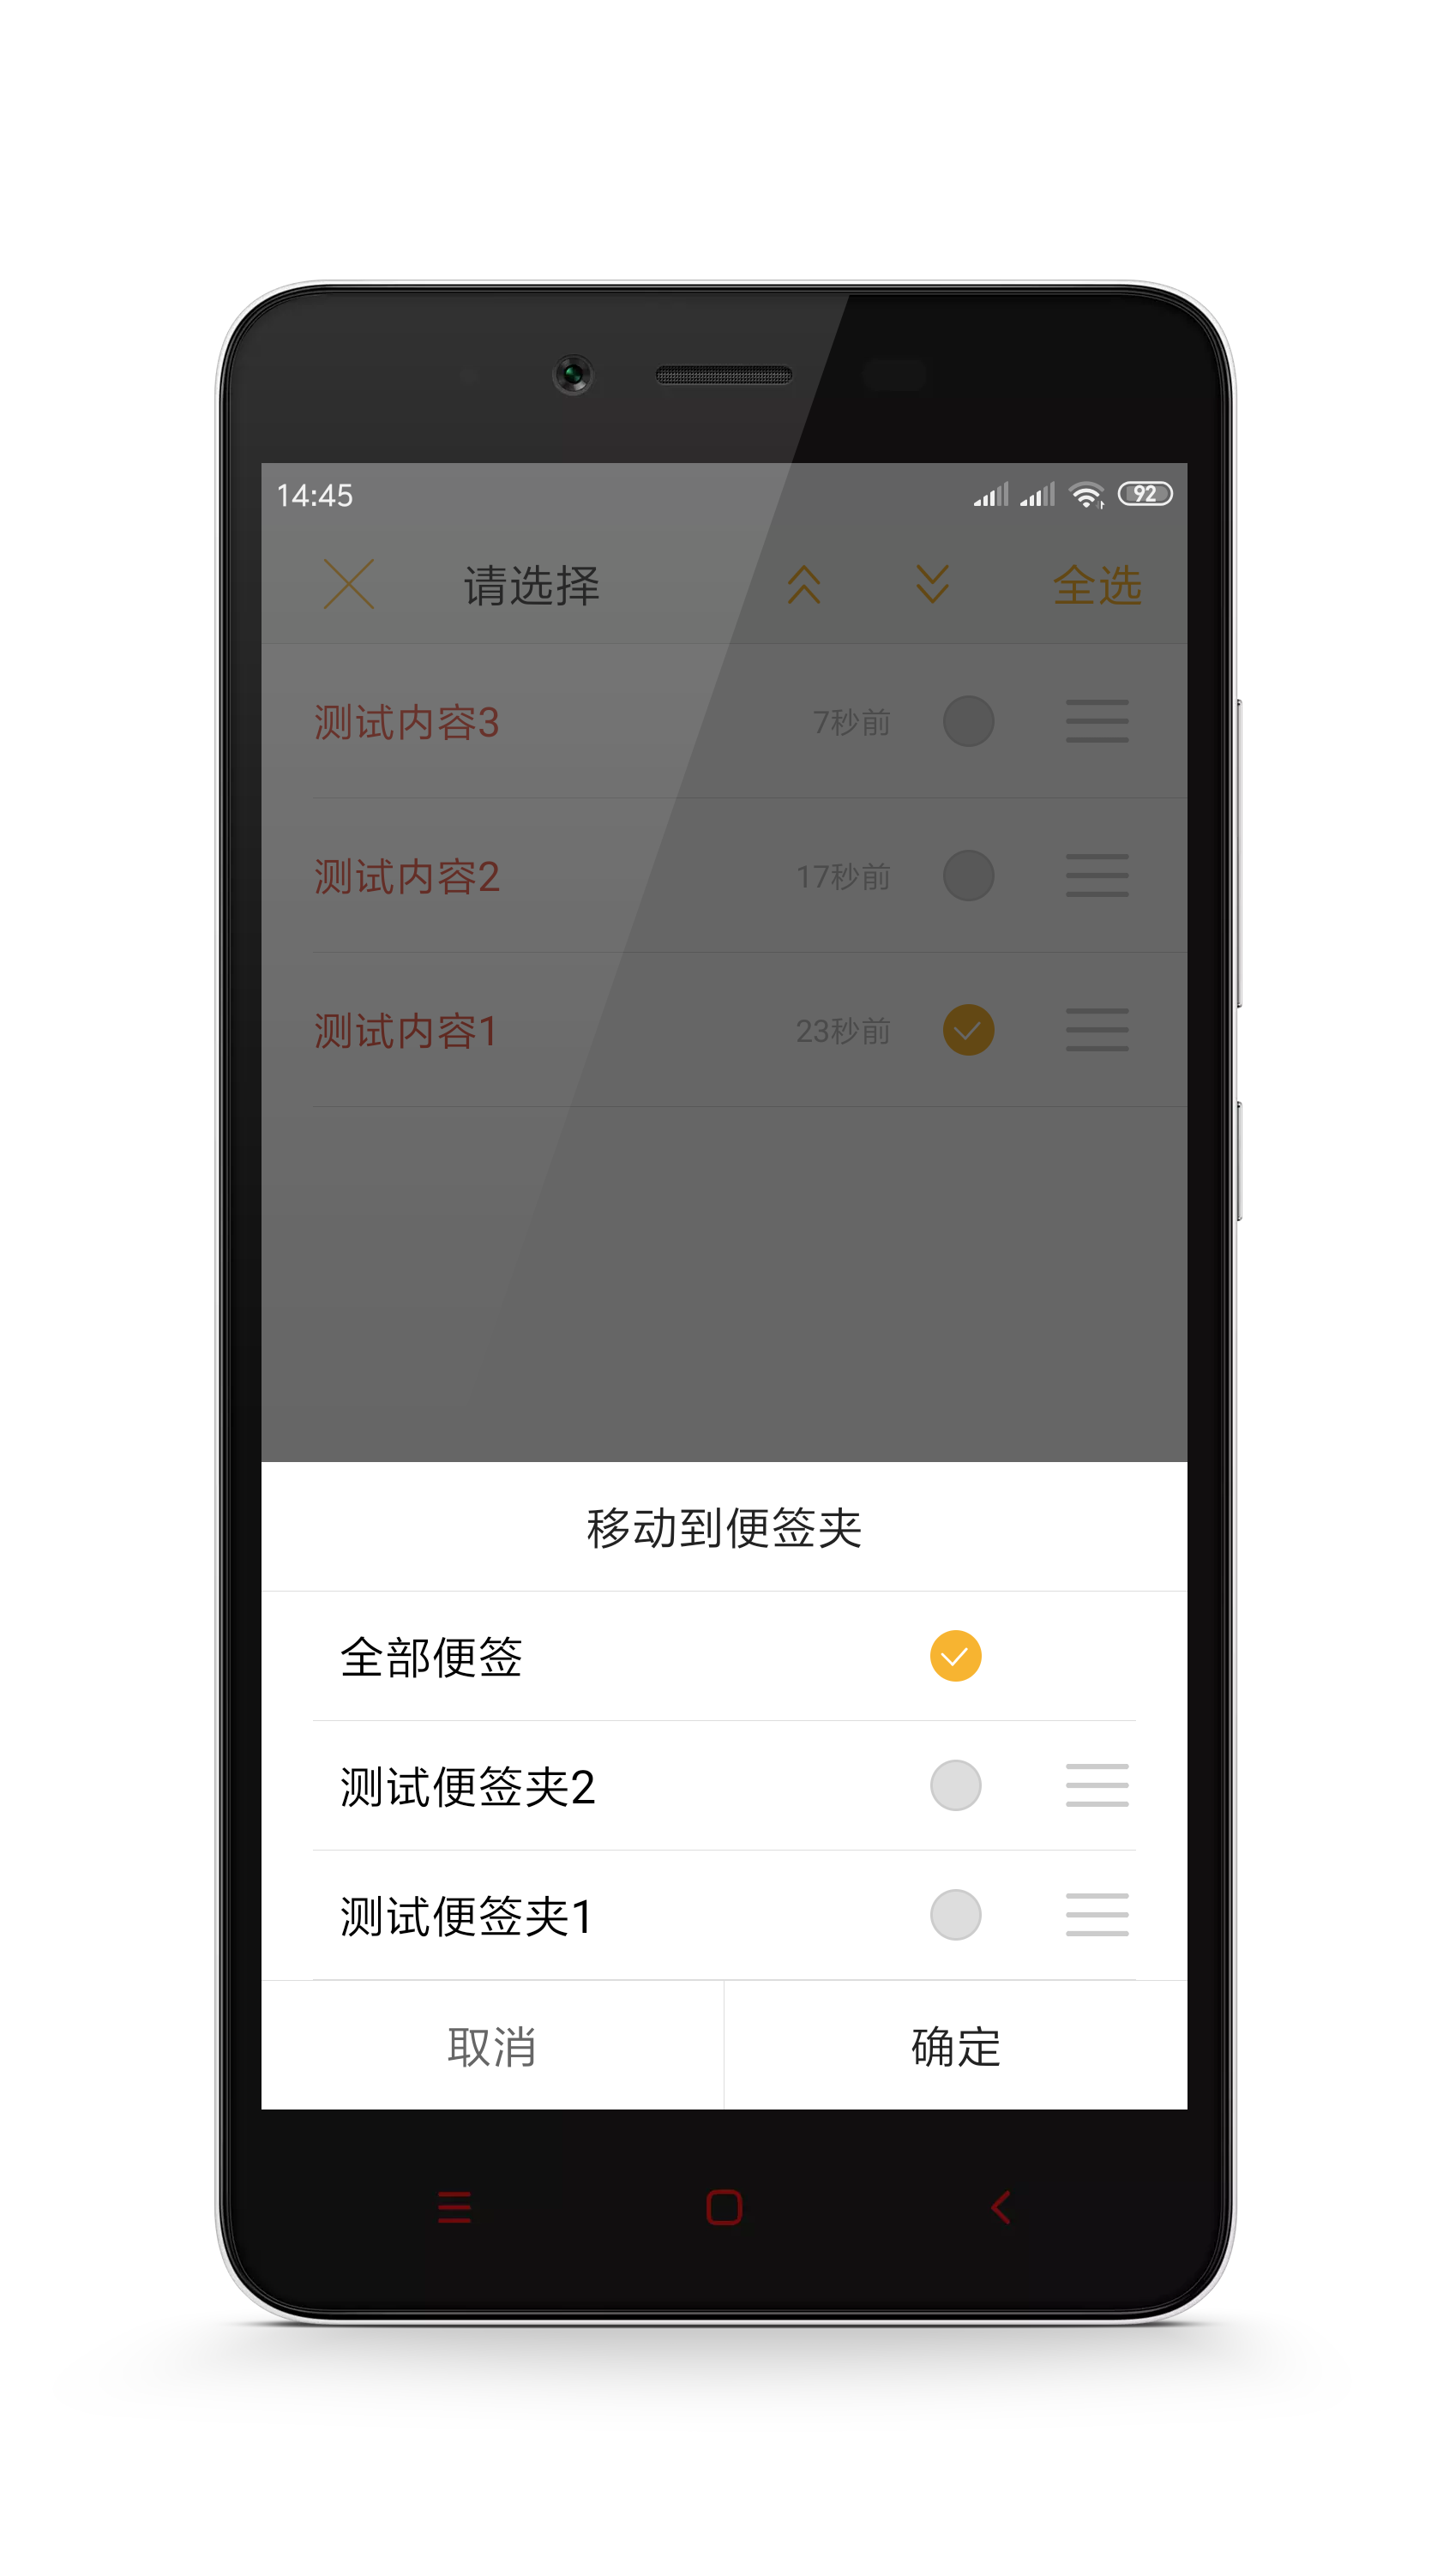 14:45
92
请选择
全选
测试内容3
7秒前
测试内容2
17秒前
测试内容1
23秒前
移动到便签夹
全部便签
测试便签夹2
测试便签夹1
取消
确定